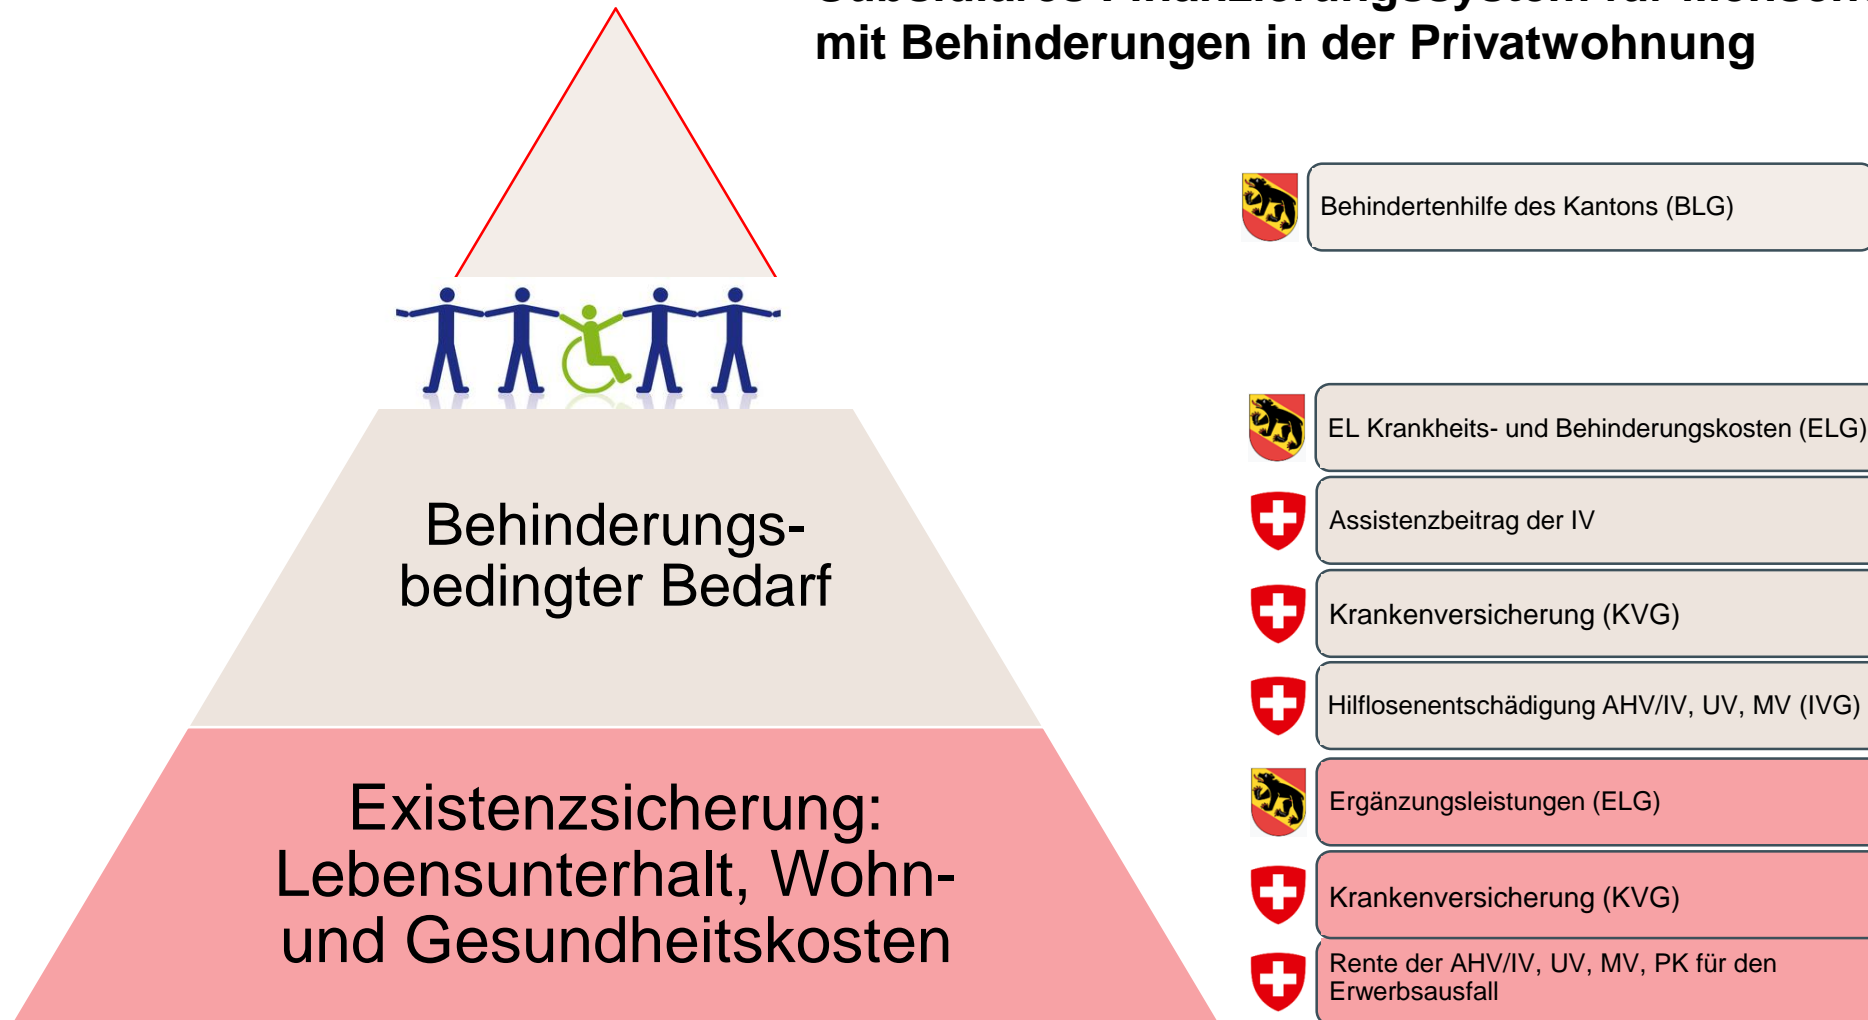 mit Behinderungen in der Privatwohnung
Behindertenhilfe des Kantons (BLG)
EL Krankheits- und Behinderungskosten (ELG)
Behinderungs-
bedingter Bedarf
Assistenzbeitrag der IV
Krankenversicherung (KVG)
Hilflosenentschädigung AHV/IV, UV, MV (IVG)
Existenzsicherung:
Lebensunterhalt, Wohn-
und Gesundheitskosten
Ergänzungsleistungen (ELG)
Krankenversicherung (KVG)
Rente der AHV/IV, UV, MV, PK für den
Erwerbsausfall